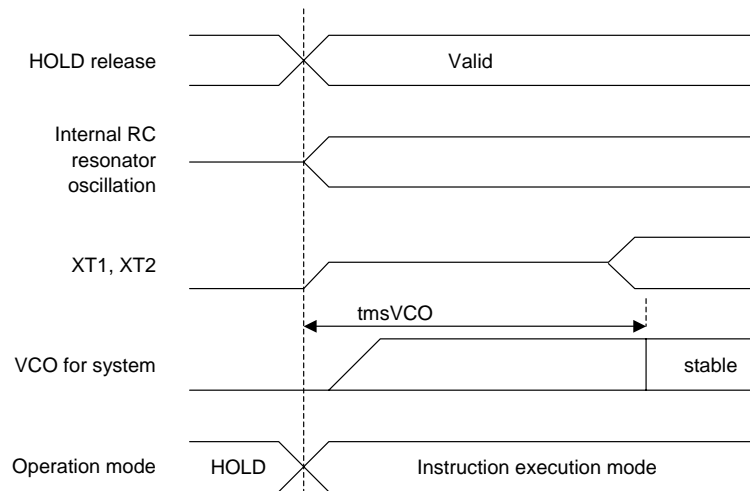 HOLD release
Valid
Internal RC
resonator
oscillation
XT1, XT2
tmsVCO
VCO for system
stable
Operation mode
HOLD
Instruction execution mode